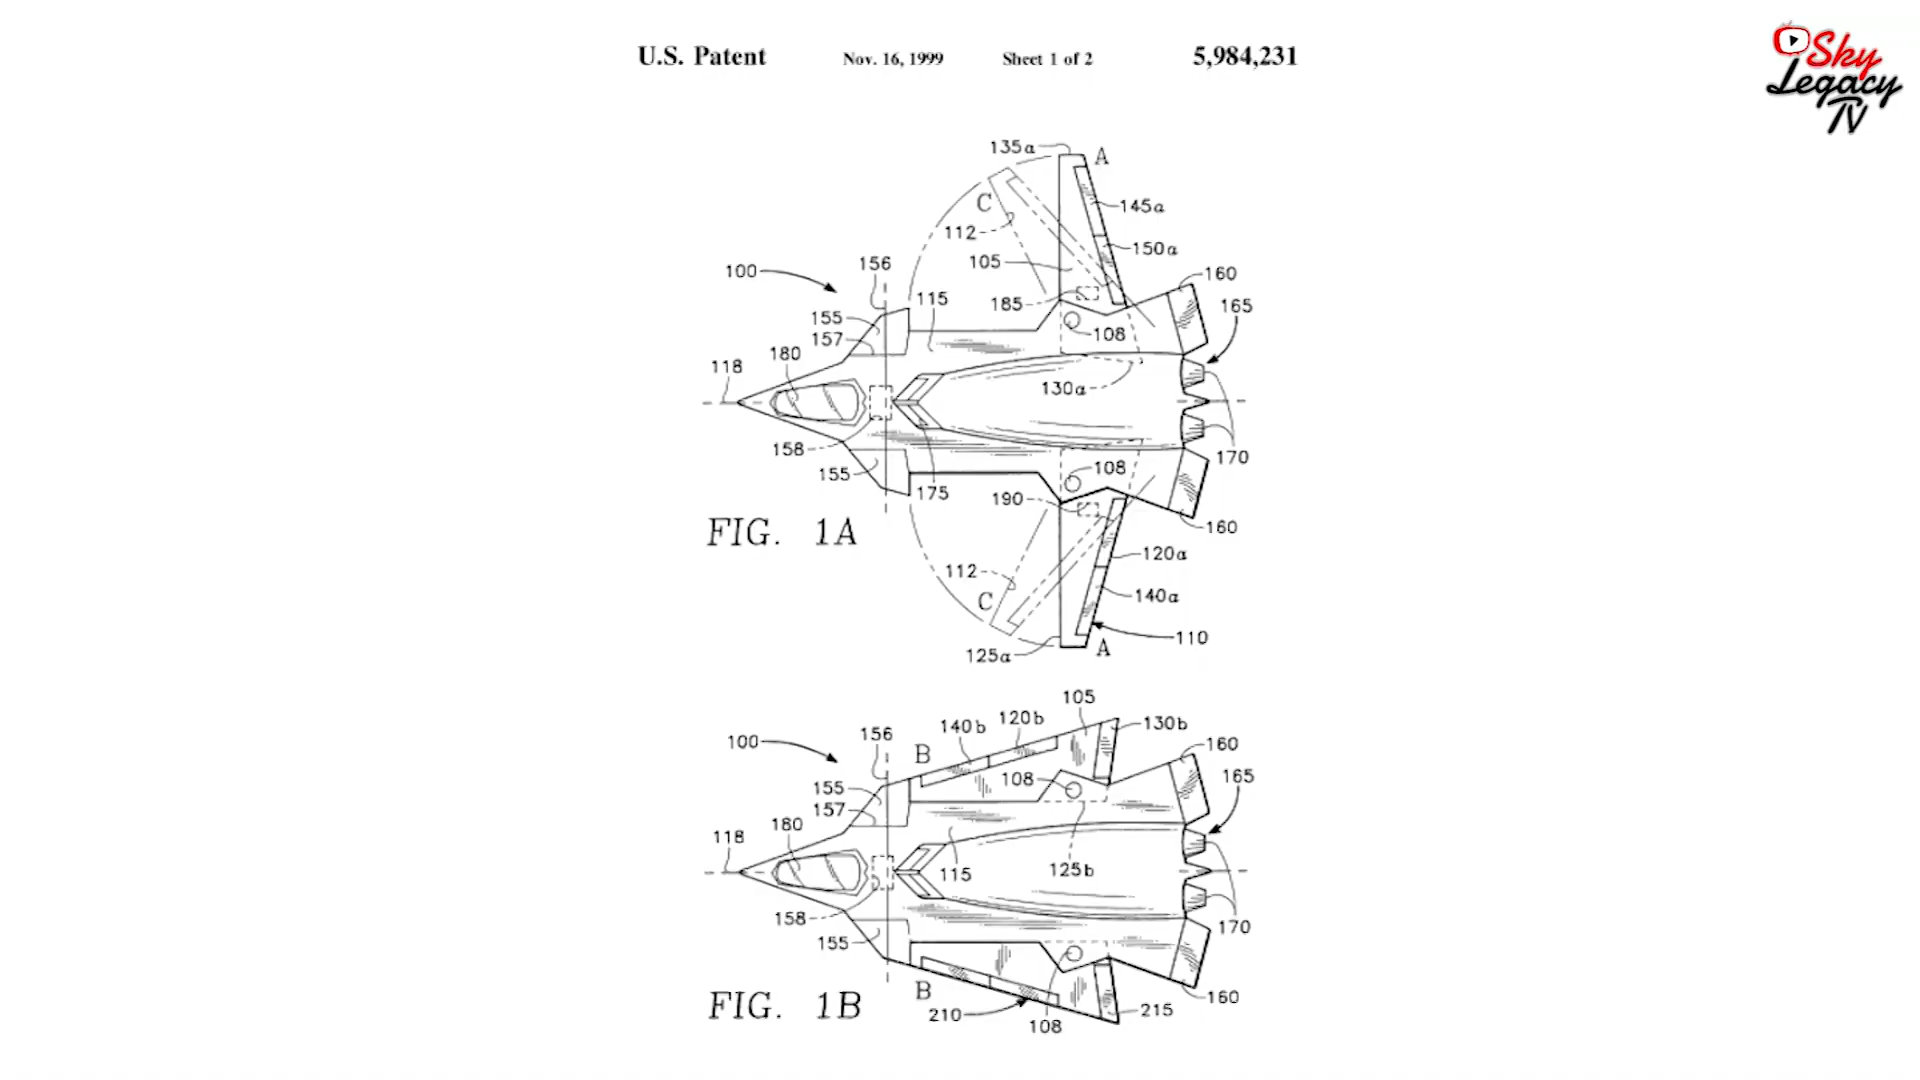 U.S. Patent Nov. 16, 1999 Sheet 1 of 2 5,984,231
Sky
Legacy
TV
135a A
C 145a
112 150a
105
156 160
100 185 165
115
155 108
157
180
118 130a
158 108 170
155 175 190
160
FIG. 1A
120a
112
C 140a
110
125a A
105
140b 120b 130b
156 160
100 B
165
108
155
157
180
118
115 125b
158 170
155
B 160
FIG. 1B 210 215
108